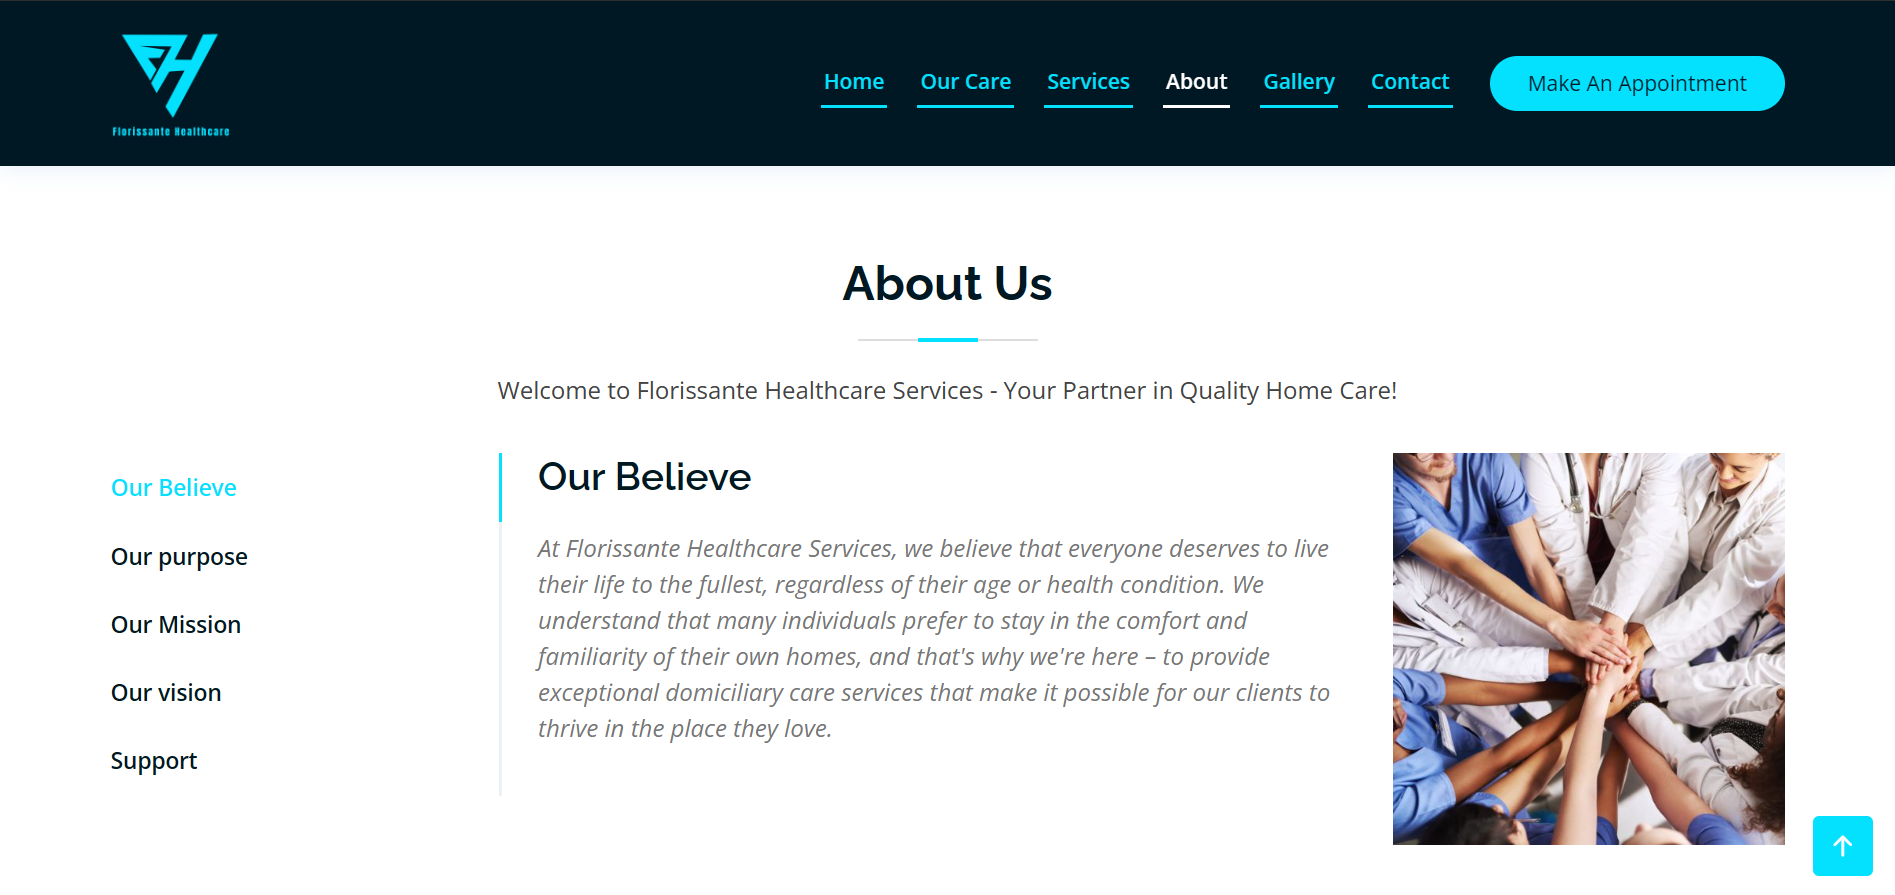 Florissante Healthcare
Home
Our Care
Services
About
Gallery
Contact
Make An Appointment
About Us
Welcome to Florissante Healthcare Services - Your Partner in Quality Home Care!
Our Believe
Our purpose
Our Mission
Our vision
Support
Our Believe
At Florissante Healthcare Services, we believe that everyone deserves to live
their life to the fullest, regardless of their age or health condition. We
understand that many individuals prefer to stay in the comfort and
familiarity of their own homes, and that's why we're here – to provide
exceptional domiciliary care services that make it possible for our clients to
thrive in the place they love.